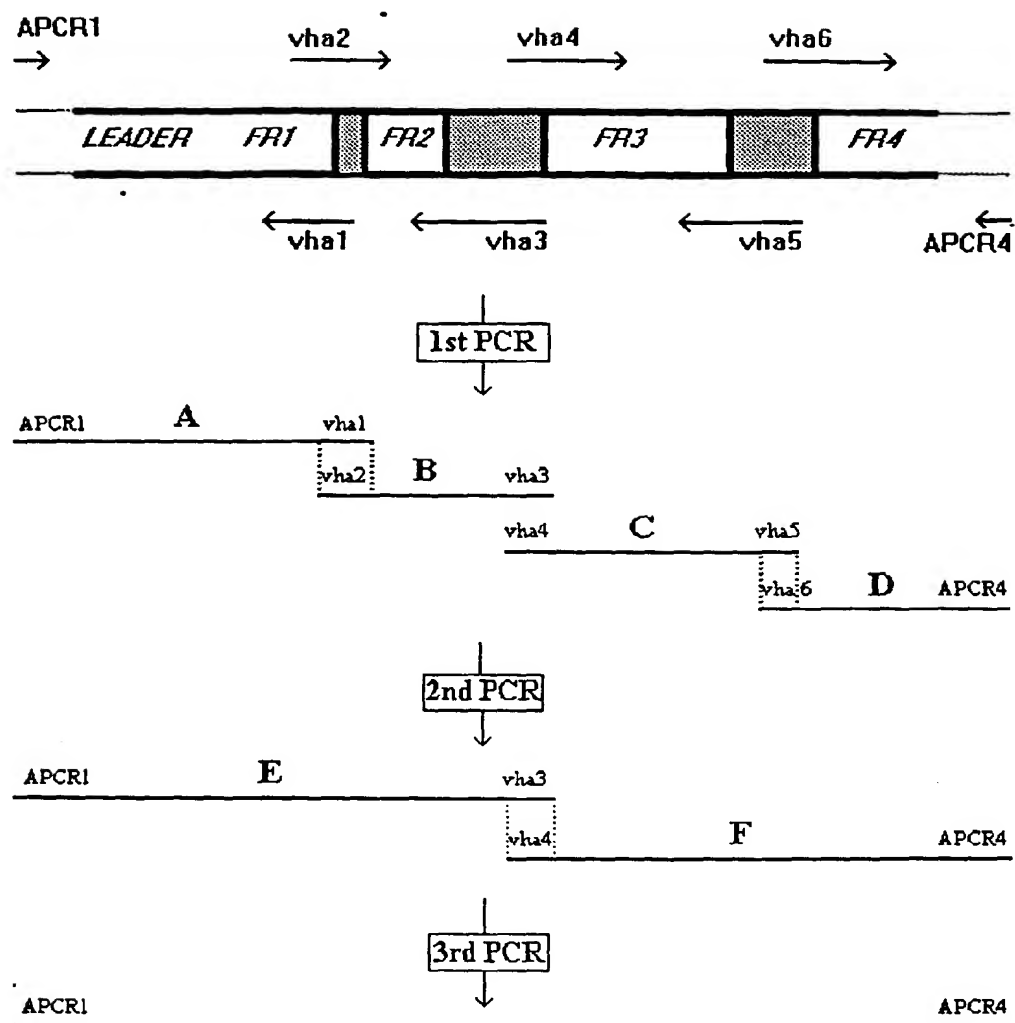 APCR1
vha2 vha4 vha6
LEADER FR1 FR2 FR3 FR4
vha1 vha3 vha5 APCR4
1st PCR
APCR1 A vha1
vha2 B vha3
vha4 C vha5
vha6 D APCR4
2nd PCR
APCR1 E vha3
vha4 F APCR4
3rd PCR
APCR1 APCR4